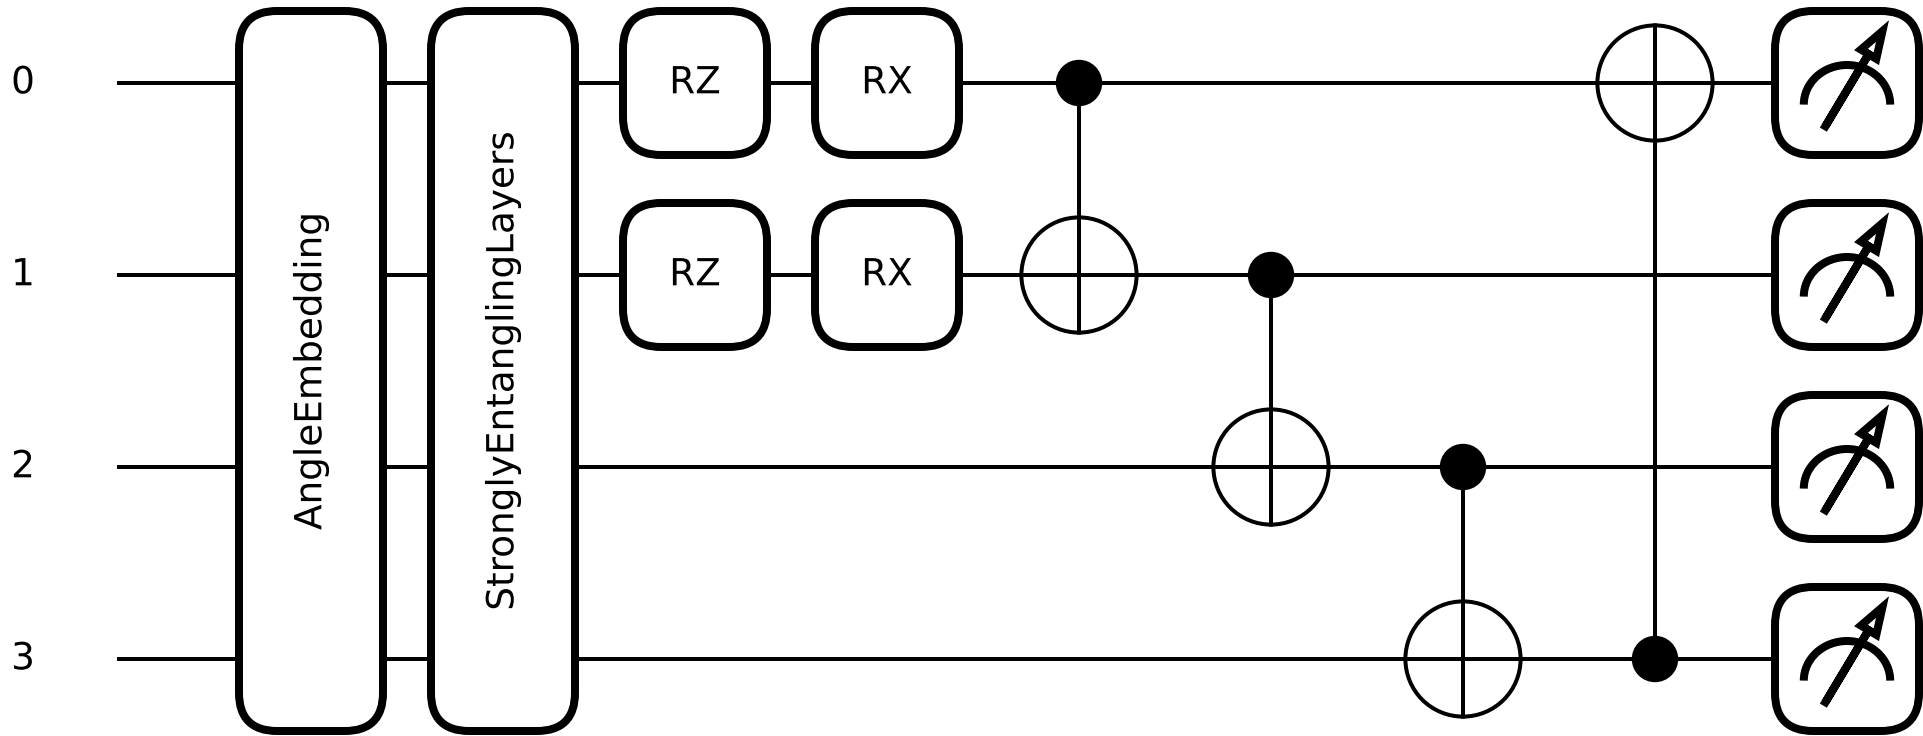 0
AngleEmbedding
StronglyEntanglingLayers
RZ
RX
1
RZ
RX
2
3